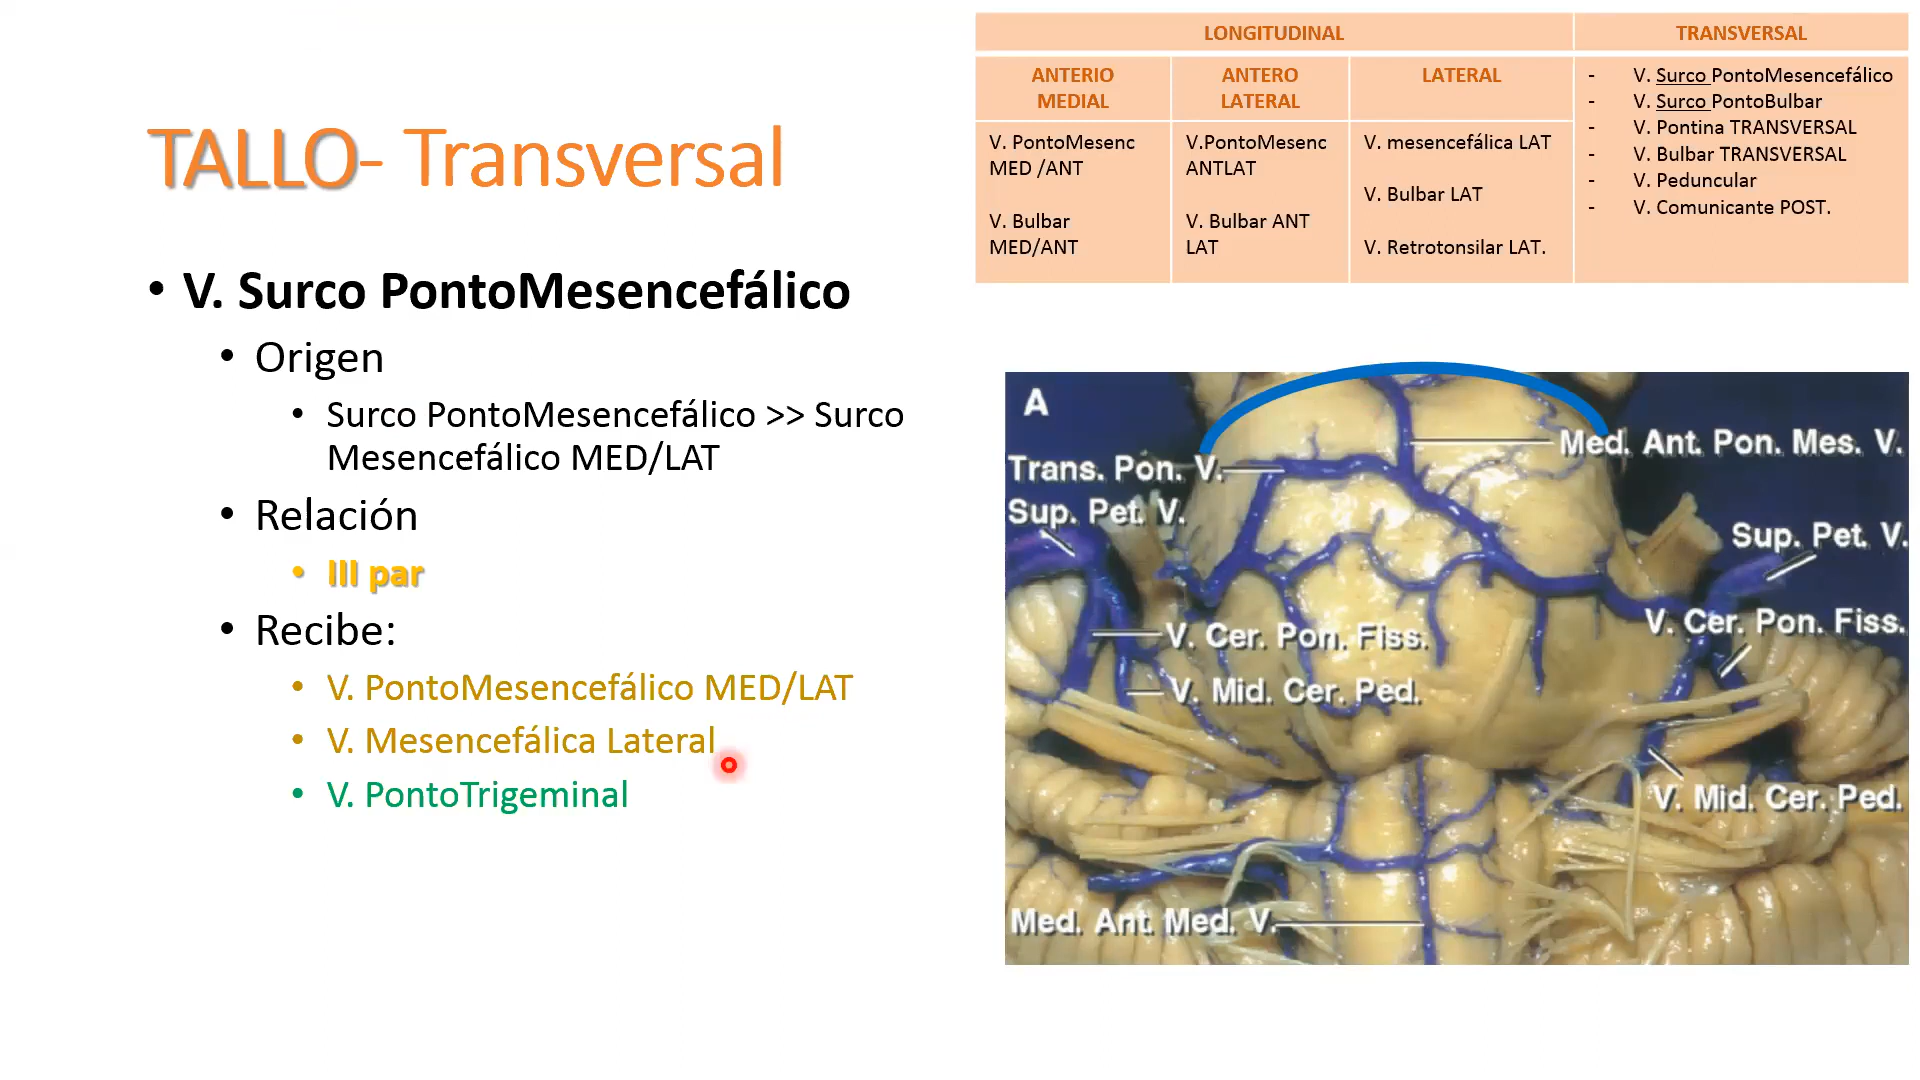 TALLO- Transversal
• V. Surco PontoMesencefálico
• Origen
• Surco PontoMesencefálico >> Surco
Mesencefálico MED/LAT
• Relación
• III par
• Recibe:
• V. PontoMesencefálico MED/LAT
• V. Mesencefálica Lateral
• V. PontoTrigeminal
LONGITUDINAL
TRANSVERSAL
ANTERIO
MEDIAL
ANTERO
LATERAL
LATERAL
V. PontoMesenc
MED /ANT
V. Bulbar
MED/ANT
V.PontoMesenc
ANTLAT
V. Bulbar ANT
LAT
V. mesencefálica LAT
V. Bulbar LAT
V. Retrotonsilar LAT.
- V. Surco PontoMesencefálico
- V. Surco PontoBulbar
- V. Pontina TRANSVERSAL
- V. Bulbar TRANSVERSAL
- V. Peduncular
- V. Comunicante POST.
A
Med. Ant. Pon. Mes. V.
Trans. Pon. V.
Sup. Pet. V.
Sup. Pet. V.
V. Cer. Pon. Fiss.
V. Cer. Pon. Fiss.
V. Mid. Cer. Ped.
V. Mid. Cer. Ped.
Med. Ant. Med. V.